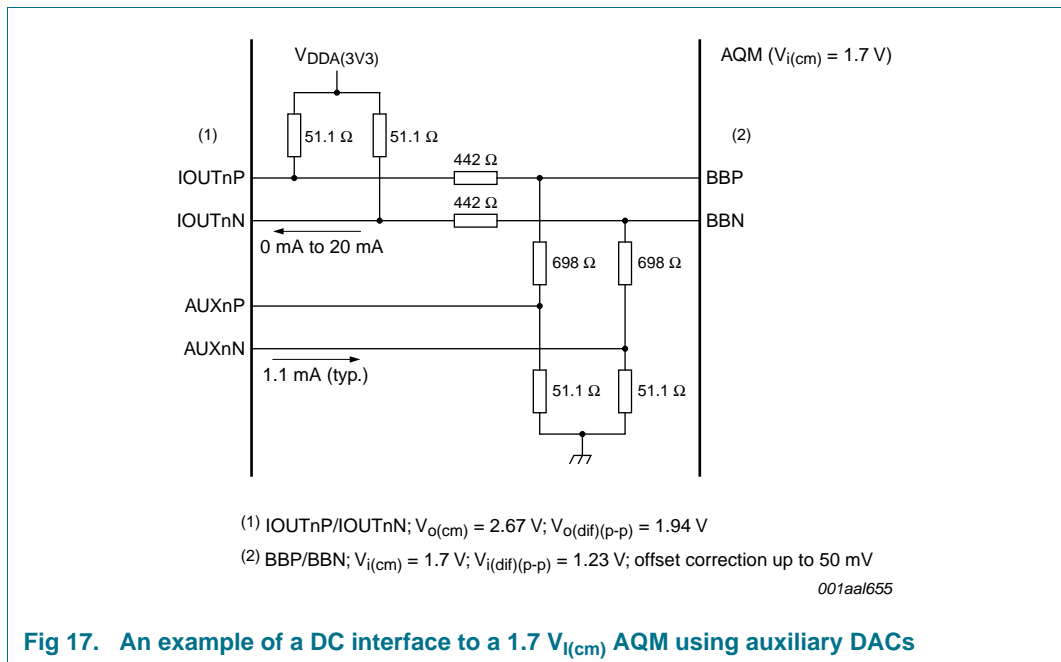 VDDA(3V3)
AQM (Vi(cm) = 1.7 V)
(1)
51.1 Ω
51.1 Ω
(2)
442 Ω
IOUTnP
BBP
442 Ω
IOUTnN
BBN
0 mA to 20 mA
698 Ω
698 Ω
AUXnP
AUXnN
1.1 mA (typ.)
51.1 Ω
51.1 Ω
(1) IOUTnP/IOUTnN; Vo(cm) = 2.67 V; Vo(dif)(p-p) = 1.94 V
(2) BBP/BBN; Vi(cm) = 1.7 V; Vi(dif)(p-p) = 1.23 V; offset correction up to 50 mV
001aal655
Fig 17. An example of a DC interface to a 1.7 VI(cm) AQM using auxiliary DACs